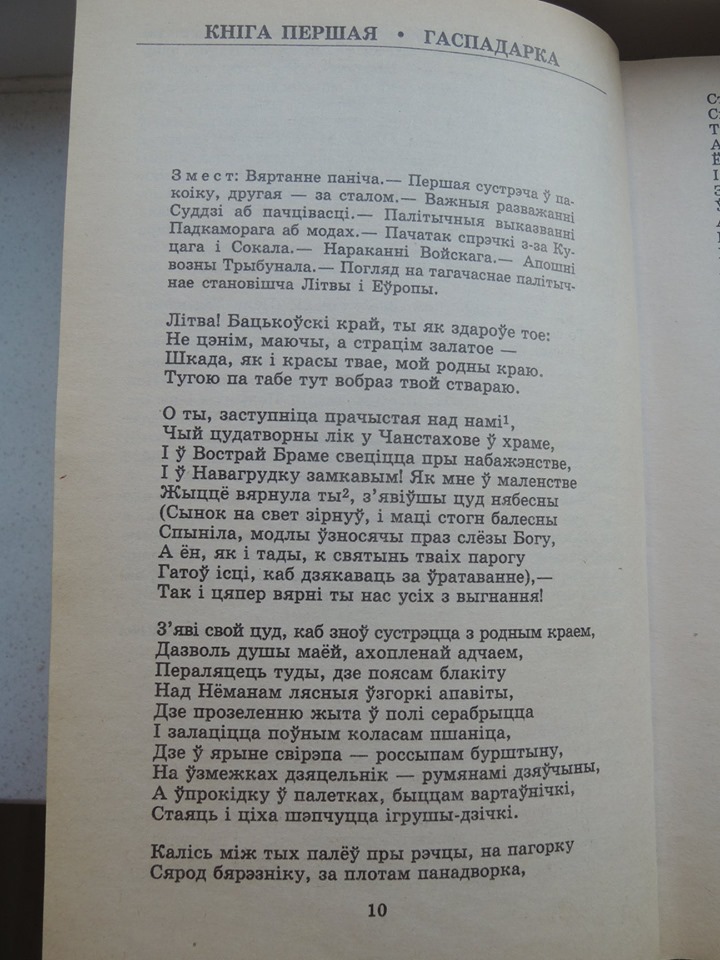 КНІГА ПЕРШАЯ • ГАСПАДАРКА
Змест: Вяртанне паніча.— Першая сустрэча ў па-
коіку, другая — за сталом.— Важныя разважанні
Суддзі аб пачцівасці.— Палітычныя выказванні
Падкаморага аб модах.— Пачатак спрэчкі з-за Ку-
цага і Сокала.— Нараканні Войскага.— Апошні
возны Трыбунала.— Погляд на тагачаснае палітыч-
нае становішча Літвы і Еўропы.
Літва! Бацькоўскі край, ты як здароўе тое:
Не цэнім, маючы, а страцім залатое —
Шкада, як і красы твае, мой родны краю.
Тугою па табе тут вобраз твой ствараю.
О ты, заступніца прачыстая над намі¹,
Чый цудатворны лік у Чанстахове ў храме,
І ў Вострай Браме свеціцца пры набажэнстве,
І ў Навагрудку замкавым! Як мне ў маленстве
Жыццё вярнула ты², з’явіўшы цуд нябесны
(Сынок на свет зірнуў, і маці стогн балесны
Спыніла, модлы ўзносячы праз слёзы Богу,
А ён, як і тады, к святынь тваіх парогу
Гатоў ісці, каб дзякаваць за ўратаванне),—
Так і цяпер вярні ты нас усіх з выгнання!
З’яві свой цуд, каб зноў сустрэцца з родным краем,
Дазволь душы маёй, ахопленай адчаем,
Пераляцець туды, дзе поясам блакіту
Над Нёманам лясныя ўзгоркі апавіты,
Дзе прозеленню жыта ў полі серабрыцца
І залаціцца поўным коласам пшаніца,
Дзе ў ярыне свірэпа — россыпам бурштыну,
На ўзмежках дзяцельнік — румянамі дзяўчыны,
А ўпрокідку ў палетках, быццам вартаўнічкі,
Стаяць і ціха шэпчуцца ігрушы-дзічкі.
Калісь між тых палёў пры рэчцы, на пагорку
Сярод бярэзніку, за плотам панадворка,
10